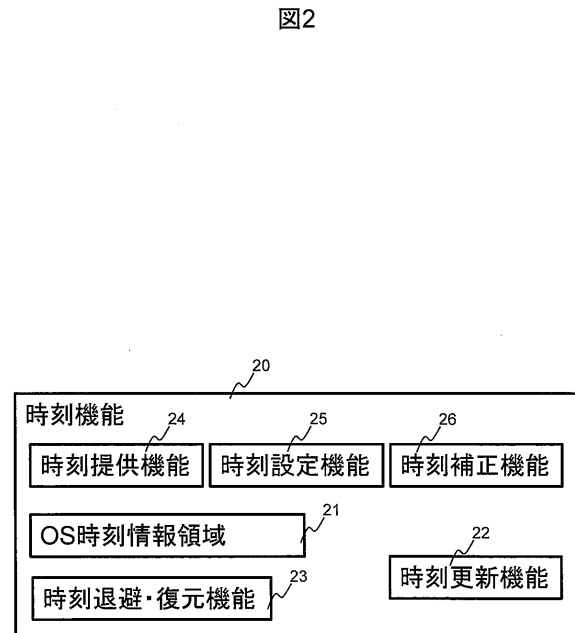 図2
20
時刻機能
24
25
26
時刻提供機能
時刻設定機能
時刻補正機能
21
OS時刻情報領域
22
時刻更新機能
23
時刻退避・復元機能